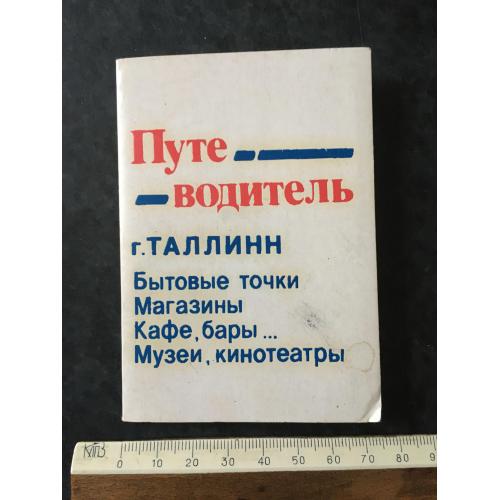 Путе
водитель
г. ТАЛЛИНН
Бытовые точки
Магазины
Кафе, бары ...
Музеи, кинотеатры
0 10 20 30 40 50 60 70 80 9